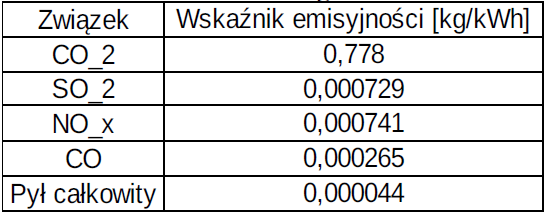 Związek Wskaźnik emisyjności [kg/kWh]
CO_2 0,778
SO_2 0,000729
NO_x 0,000741
CO 0,000265
Pył całkowity 0,000044